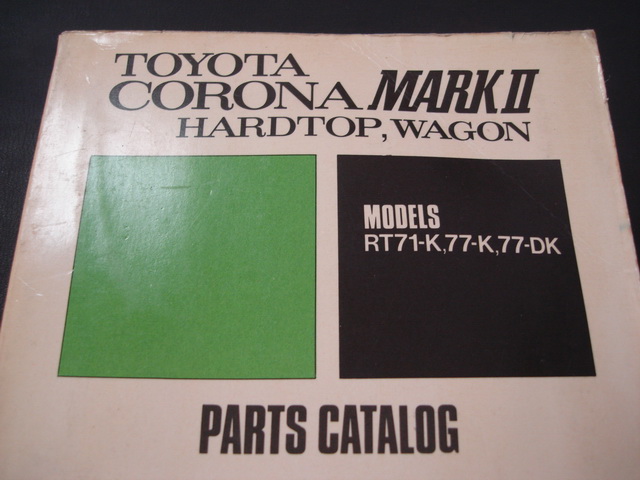 TOYOTA
CORONA MARK II
HARDTOP, WAGON
MODELS
RT71-K, 77-K, 77-DK
PARTS CATALOG